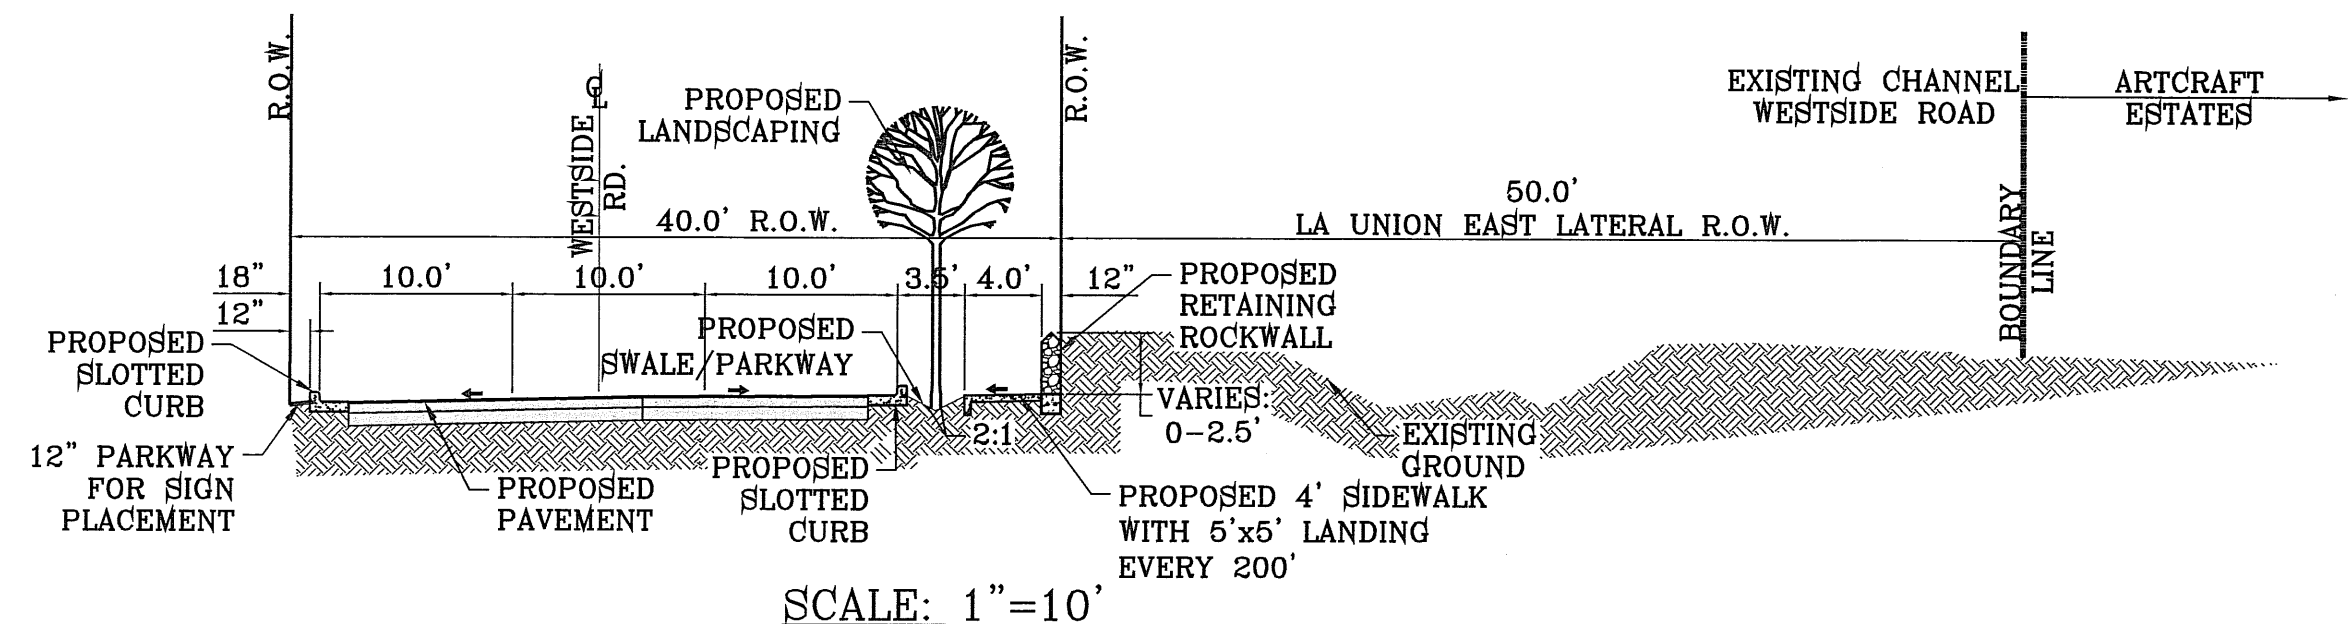 R.O.W.
℄
WESTSIDE
RD.
PROPOSED
LANDSCAPING
R.O.W.
EXISTING CHANNEL
WESTSIDE ROAD
ARTCRAFT
ESTATES
40.0' R.O.W.
50.0'
LA UNION EAST LATERAL R.O.W.
BOUNDARY
LINE
18"
10.0'
10.0'
10.0'
3.5'
4.0'
12"
12"
PROPOSED
RETAINING
ROCKWALL
PROPOSED
SLOTTED
CURB
PROPOSED
SWALE/PARKWAY
VARIES:
0-2.5'
2:1
EXISTING
GROUND
12" PARKWAY
FOR SIGN
PLACEMENT
PROPOSED
PAVEMENT
PROPOSED
SLOTTED
CURB
PROPOSED 4' SIDEWALK
WITH 5'x5' LANDING
EVERY 200'
SCALE: 1"=10'